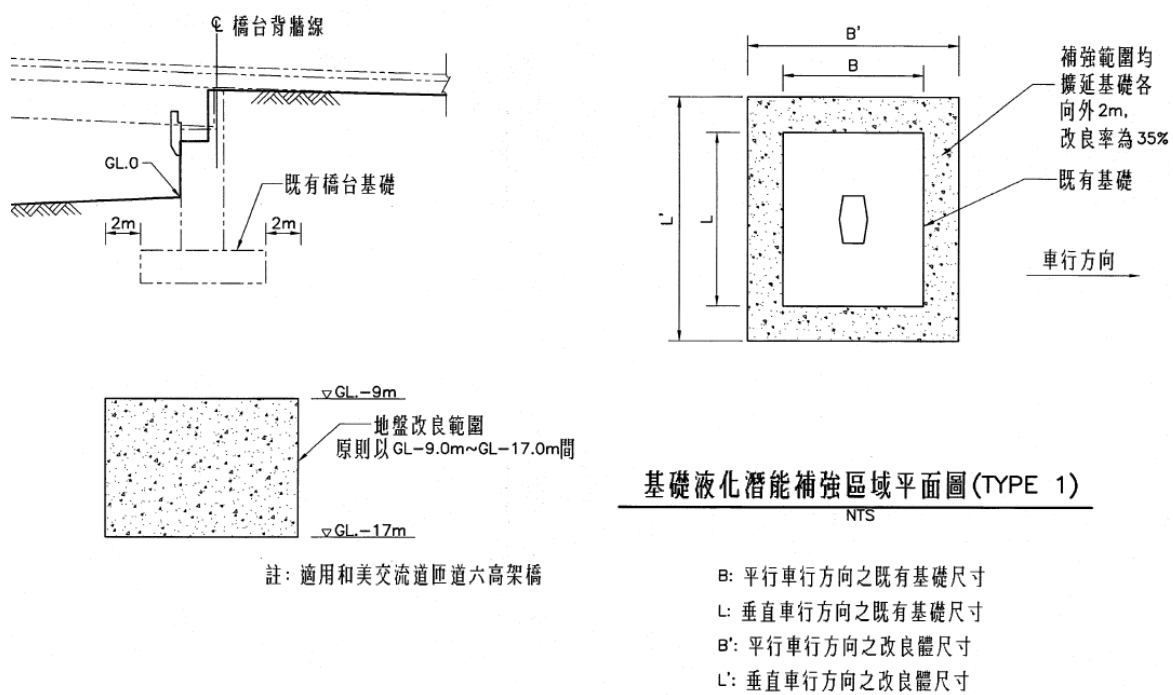 ℄ 橋台背牆線
GL.0
既有橋台基礎
2m
2m
▽GL.-9m
地盤改良範圍
原則以GL-9.0m~GL-17.0m間
▽GL.-17m
註: 適用和美交流道匝道六高架橋
B'
B
L'
L
補強範圍均
擴延基礎各
向外2m,
改良率為35%
既有基礎
車行方向
基礎液化潛能補強區域平面圖(TYPE 1)
NTS
B: 平行車行方向之既有基礎尺寸
L: 垂直車行方向之既有基礎尺寸
B': 平行車行方向之改良體尺寸
L': 垂直車行方向之改良體尺寸